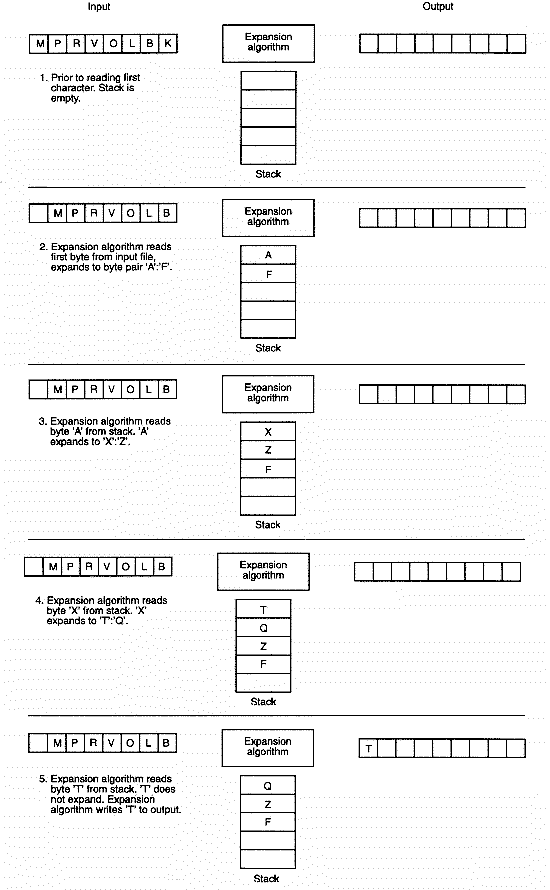 Input
Output
M P R V O L B K
Expansion
algorithm
1. Prior to reading first
character. Stack is
empty.
Stack
M P R V O L B
Expansion
algorithm
2. Expansion algorithm reads
first byte from input file,
expands to byte pair 'A':'F'.
A
F
Stack
M P R V O L B
Expansion
algorithm
3. Expansion algorithm reads
byte 'A' from stack. 'A'
expands to 'X':'Z'.
X
Z
F
Stack
M P R V O L B
Expansion
algorithm
4. Expansion algorithm reads
byte 'X' from stack. 'X'
expands to 'T':'Q'.
T
Q
Z
F
Stack
M P R V O L B
Expansion
algorithm
T
5. Expansion algorithm reads
byte 'T' from stack. 'T' does
not expand. Expansion
algorithm writes 'T' to output.
Q
Z
F
Stack